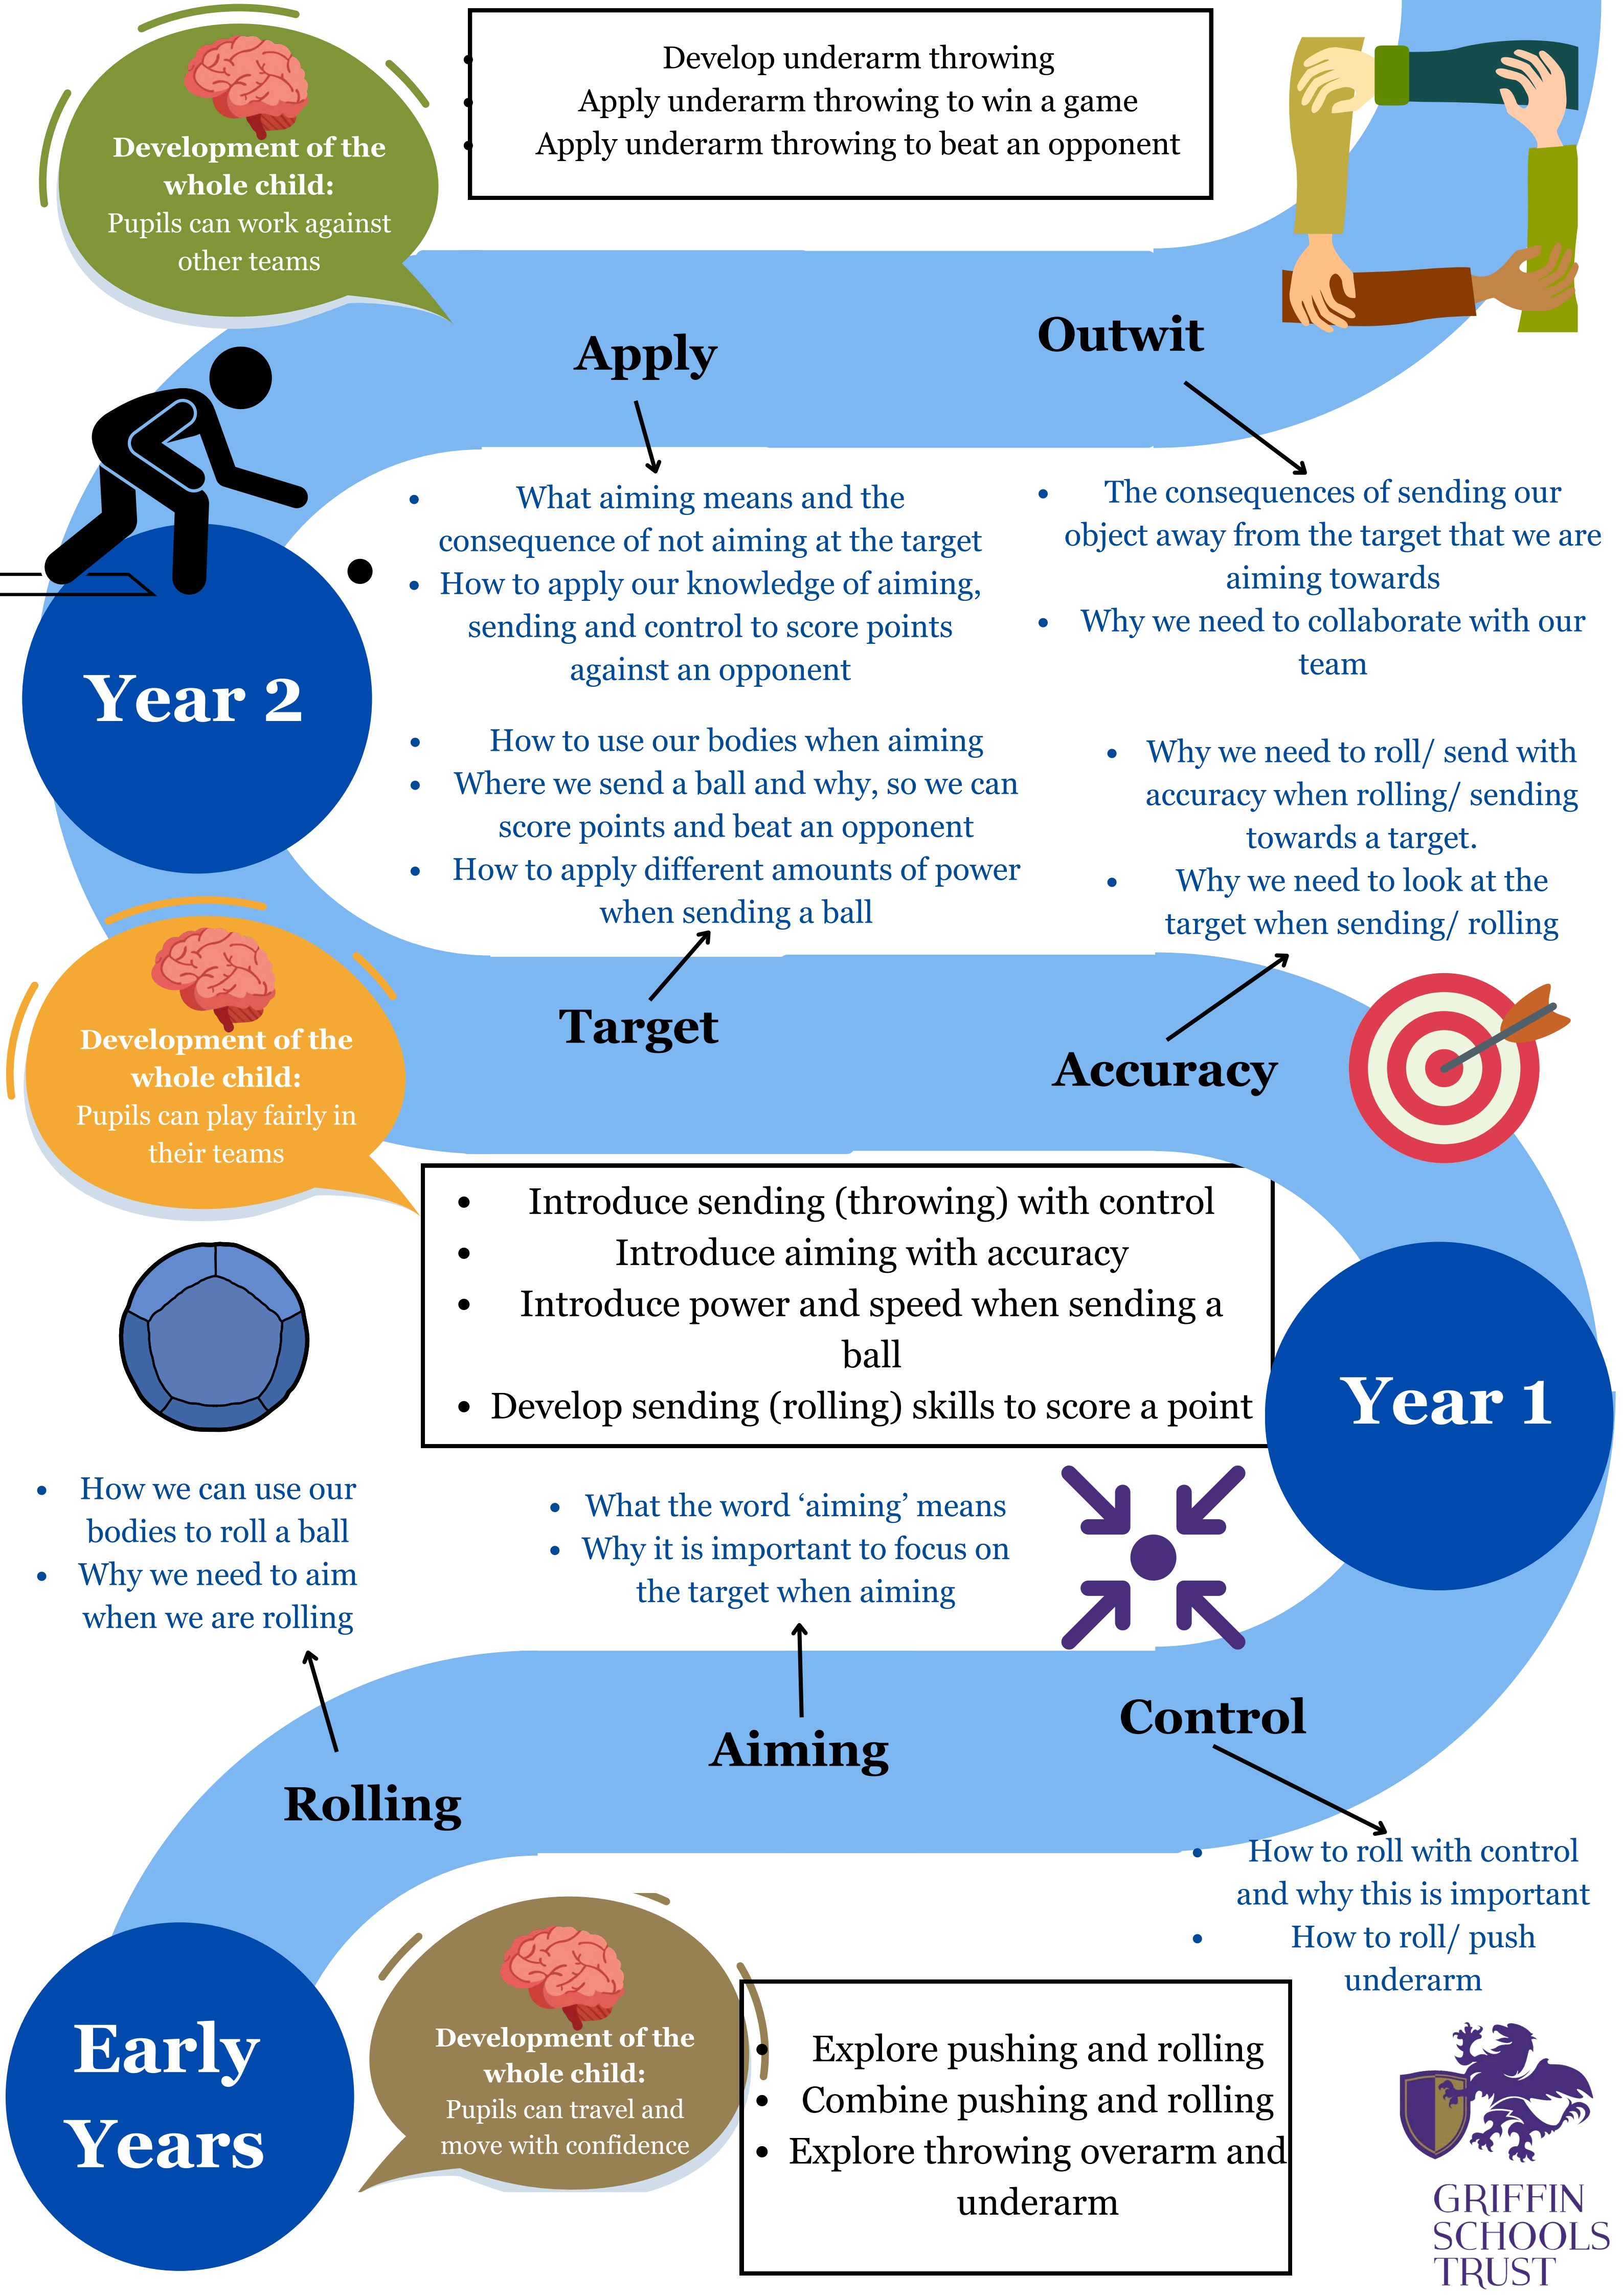 Development of the
whole child:
Pupils can work against
other teams
• Develop underarm throwing
• Apply underarm throwing to win a game
• Apply underarm throwing to beat an opponent
Apply
Outwit
• What aiming means and the
consequence of not aiming at the target
• How to apply our knowledge of aiming,
sending and control to score points
against an opponent
• The consequences of sending our
object away from the target that we are
aiming towards
• Why we need to collaborate with our
team
Year 2
• How to use our bodies when aiming
• Where we send a ball and why, so we can
score points and beat an opponent
• How to apply different amounts of power
when sending a ball
• Why we need to roll/ send with
accuracy when rolling/ sending
towards a target.
• Why we need to look at the
target when sending/ rolling
Target
Accuracy
Development of the
whole child:
Pupils can play fairly in
their teams
• Introduce sending (throwing) with control
• Introduce aiming with accuracy
• Introduce power and speed when sending a
ball
• Develop sending (rolling) skills to score a point
Year 1
• How we can use our
bodies to roll a ball
• Why we need to aim
when we are rolling
• What the word ‘aiming’ means
• Why it is important to focus on
the target when aiming
Rolling
Aiming
Control
• How to roll with control
and why this is important
• How to roll/ push
underarm
Early
Years
Development of the
whole child:
Pupils can travel and
move with confidence
• Explore pushing and rolling
• Combine pushing and rolling
• Explore throwing overarm and
underarm
GRIFFIN
SCHOOLS
TRUST